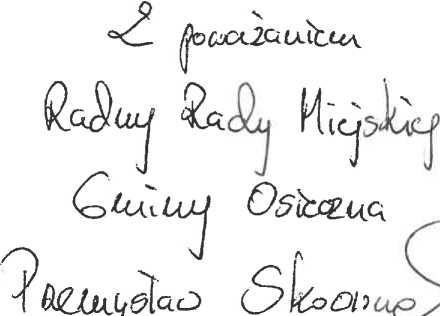 Z poważaniem
Radny Rady Miejskiej
Gminy Osieczna
Przemysław